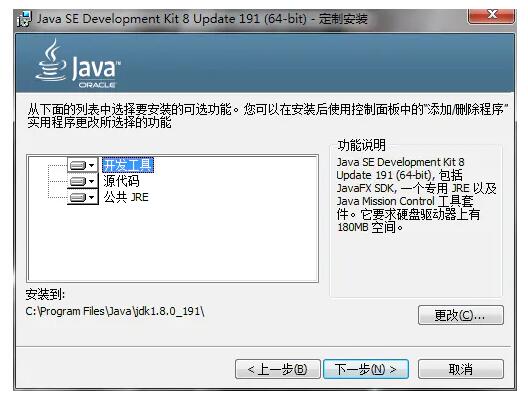 Java SE Development Kit 8 Update 191 (64-bit) - 定制安装
Java™
ORACLE
从下面的列表中选择要安装的可选功能。您可以在安装后使用控制面板中的“添加/删除程序”
实用程序更改所选择的功能
开发工具
源代码
公共 JRE
功能说明
Java SE Development Kit 8
Update 191 (64-bit), 包括
JavaFX SDK, 一个专用 JRE 以及
Java Mission Control 工具套
件。它要求硬盘驱动器上有
180MB 空间。
安装到:
C:\Program Files\Java\jdk1.8.0_191\
更改(C)...
< 上一步(B)
下一步(N) >
取消